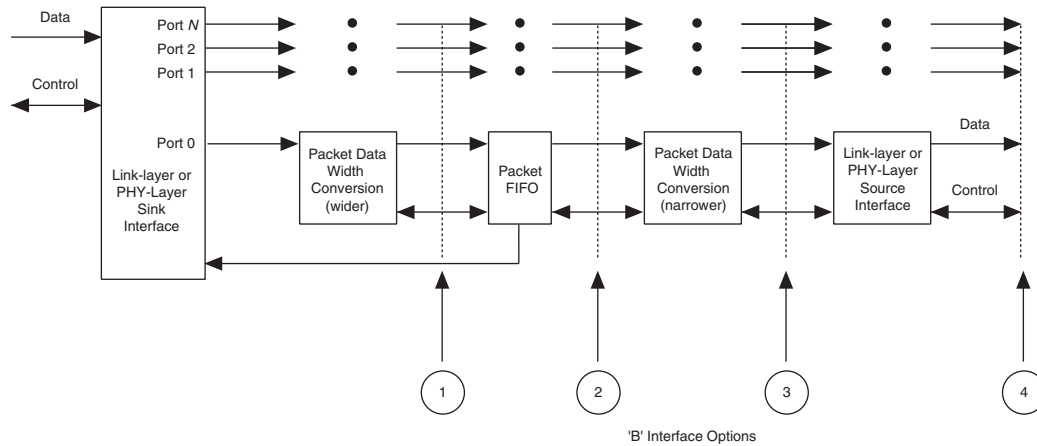 Data
Port N
Port 2
Port 1
Control
Port 0
Link-layer or
PHY-Layer
Sink
Interface
Packet Data
Width
Conversion
(wider)
Packet
FIFO
Packet Data
Width
Conversion
(narrower)
Link-layer or
PHY-Layer
Source
Interface
Data
Control
1
2
3
4
'B' Interface Options